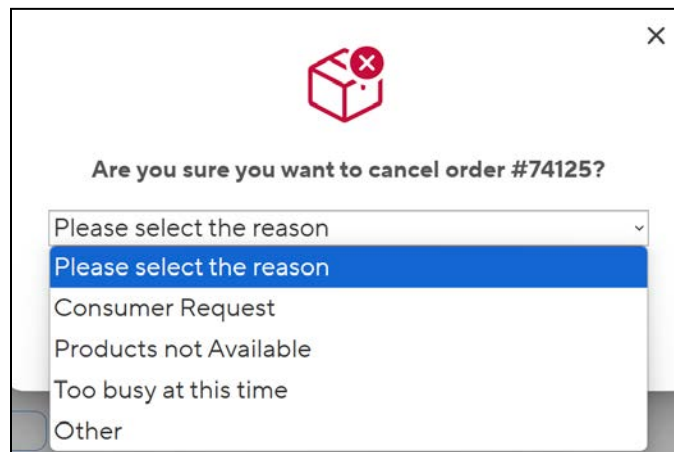 Are you sure you want to cancel order #74125?
Please select the reason
Please select the reason
Consumer Request
Products not Available
Too busy at this time
Other